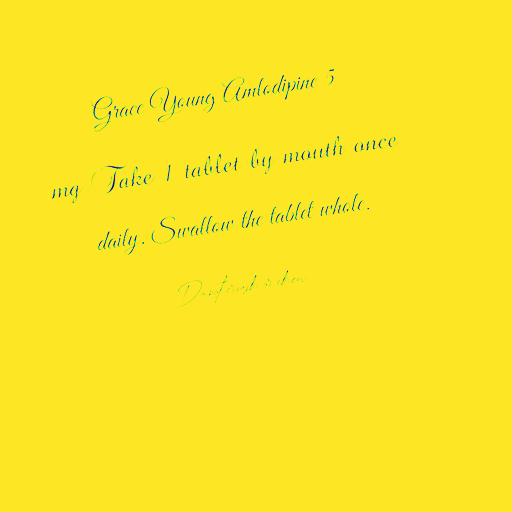 Grace Young Amlodipine 5
mg Take 1 tablet by mouth once
daily. Swallow the tablet whole.